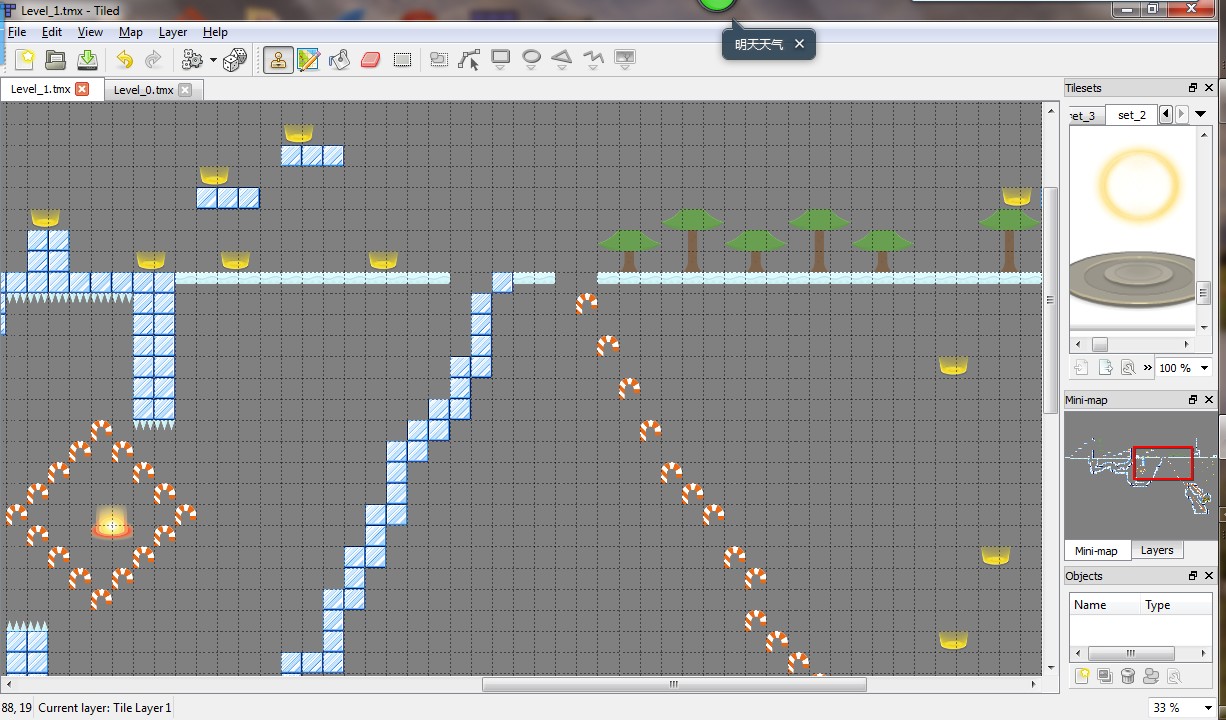 Level_1.tmx - Tiled
File Edit View Map Layer Help
明天天气
Level_1.tmx Level_0.tmx
Tilesets
set_2
» 100 %
Mini-map
Mini-map Layers
Objects
Name Type
88, 19 Current layer: Tile Layer 1
33 %